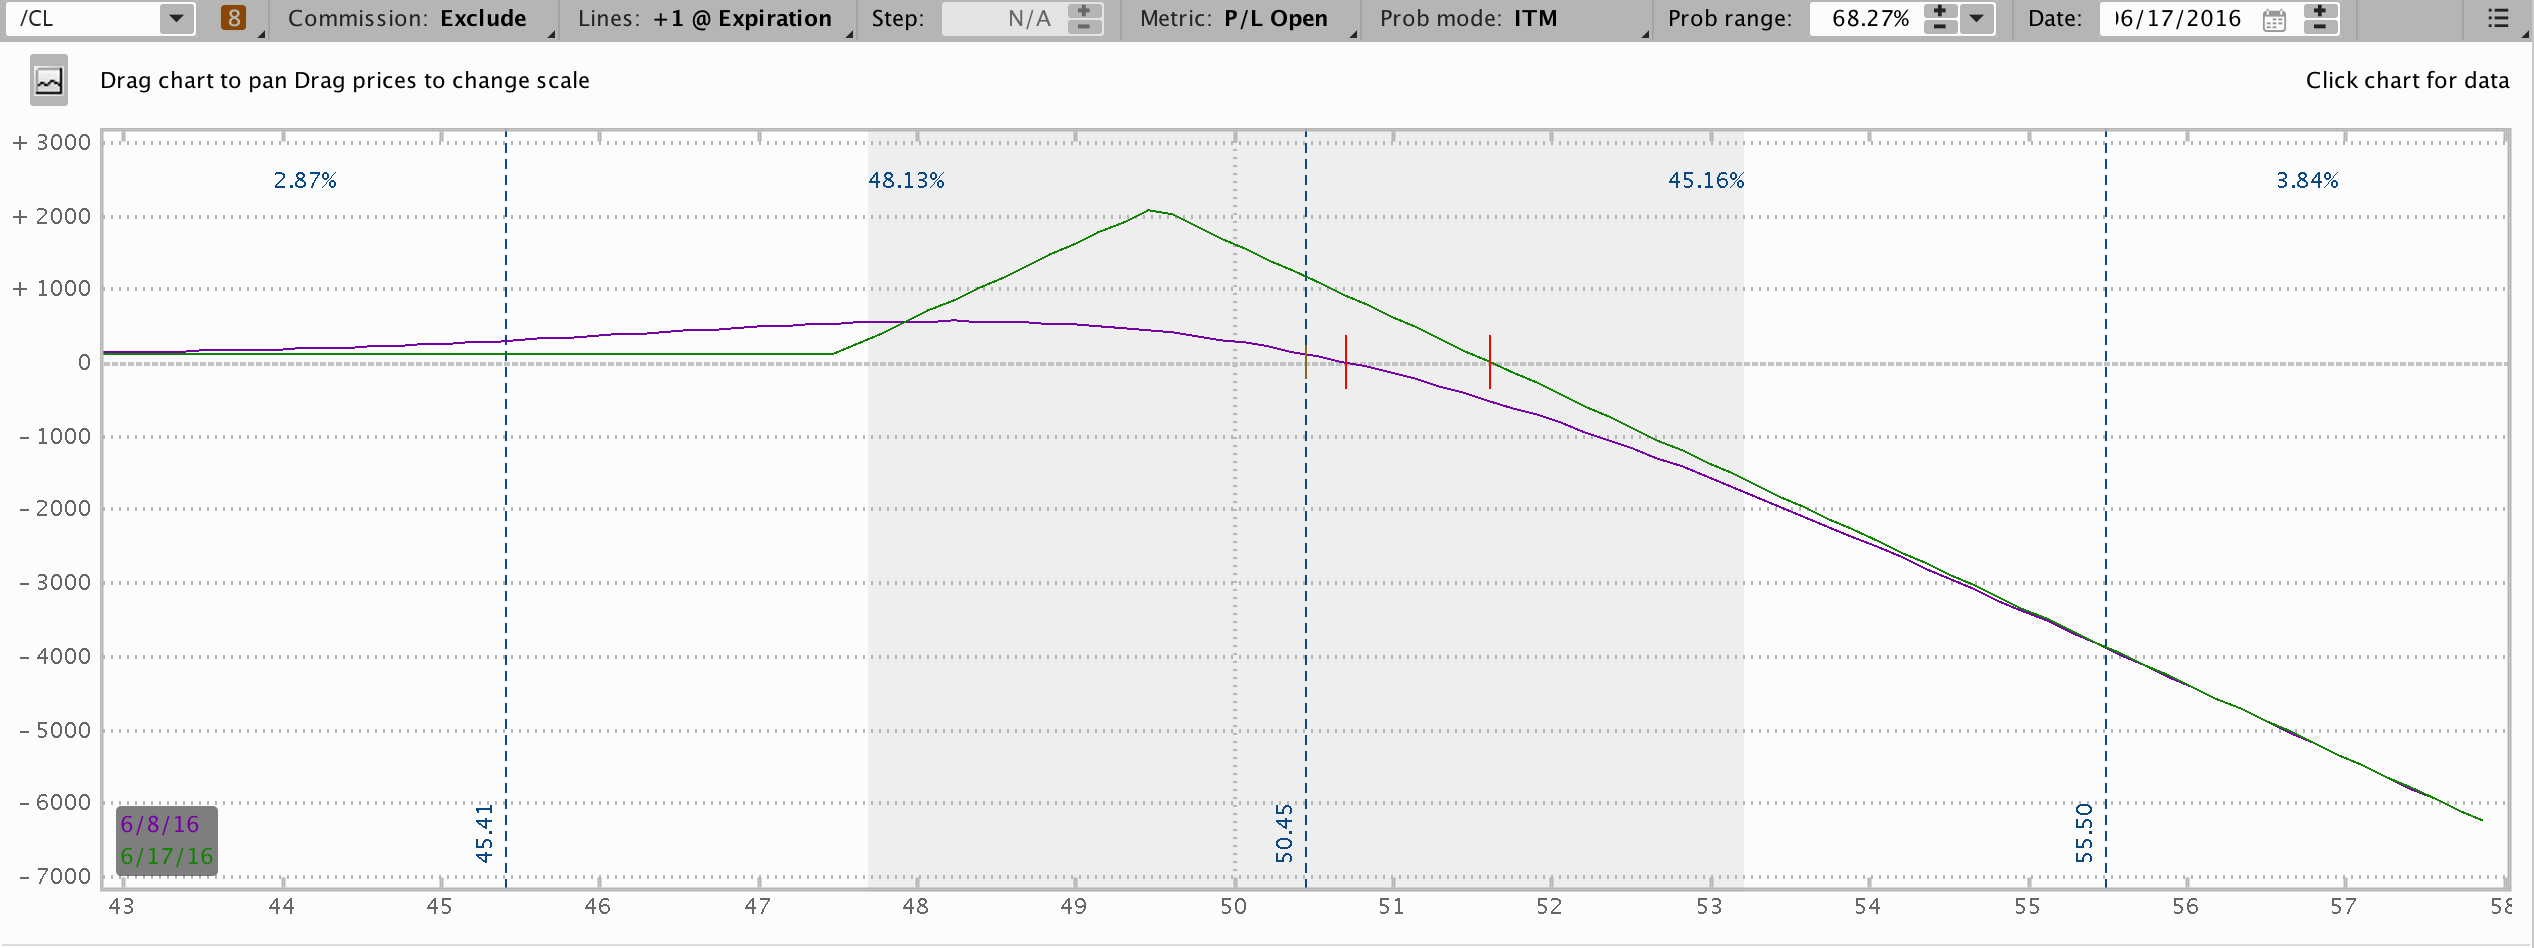 /CL 8 Commission: Exclude Lines: +1 @ Expiration Step: N/A Metric: P/L Open Prob mode: ITM Prob range: 68.27% Date: 06/17/2016
Drag chart to pan Drag prices to change scale Click chart for data
+ 3000
2.87% 48.13% 45.16% 3.84%
+ 2000
+ 1000
0
- 1000
- 2000
- 3000
- 4000
- 5000
- 6000
45.41 50.45 55.50
6/8/16
6/17/16
- 7000
43 44 45 46 47 48 49 50 51 52 53 54 55 56 57 58